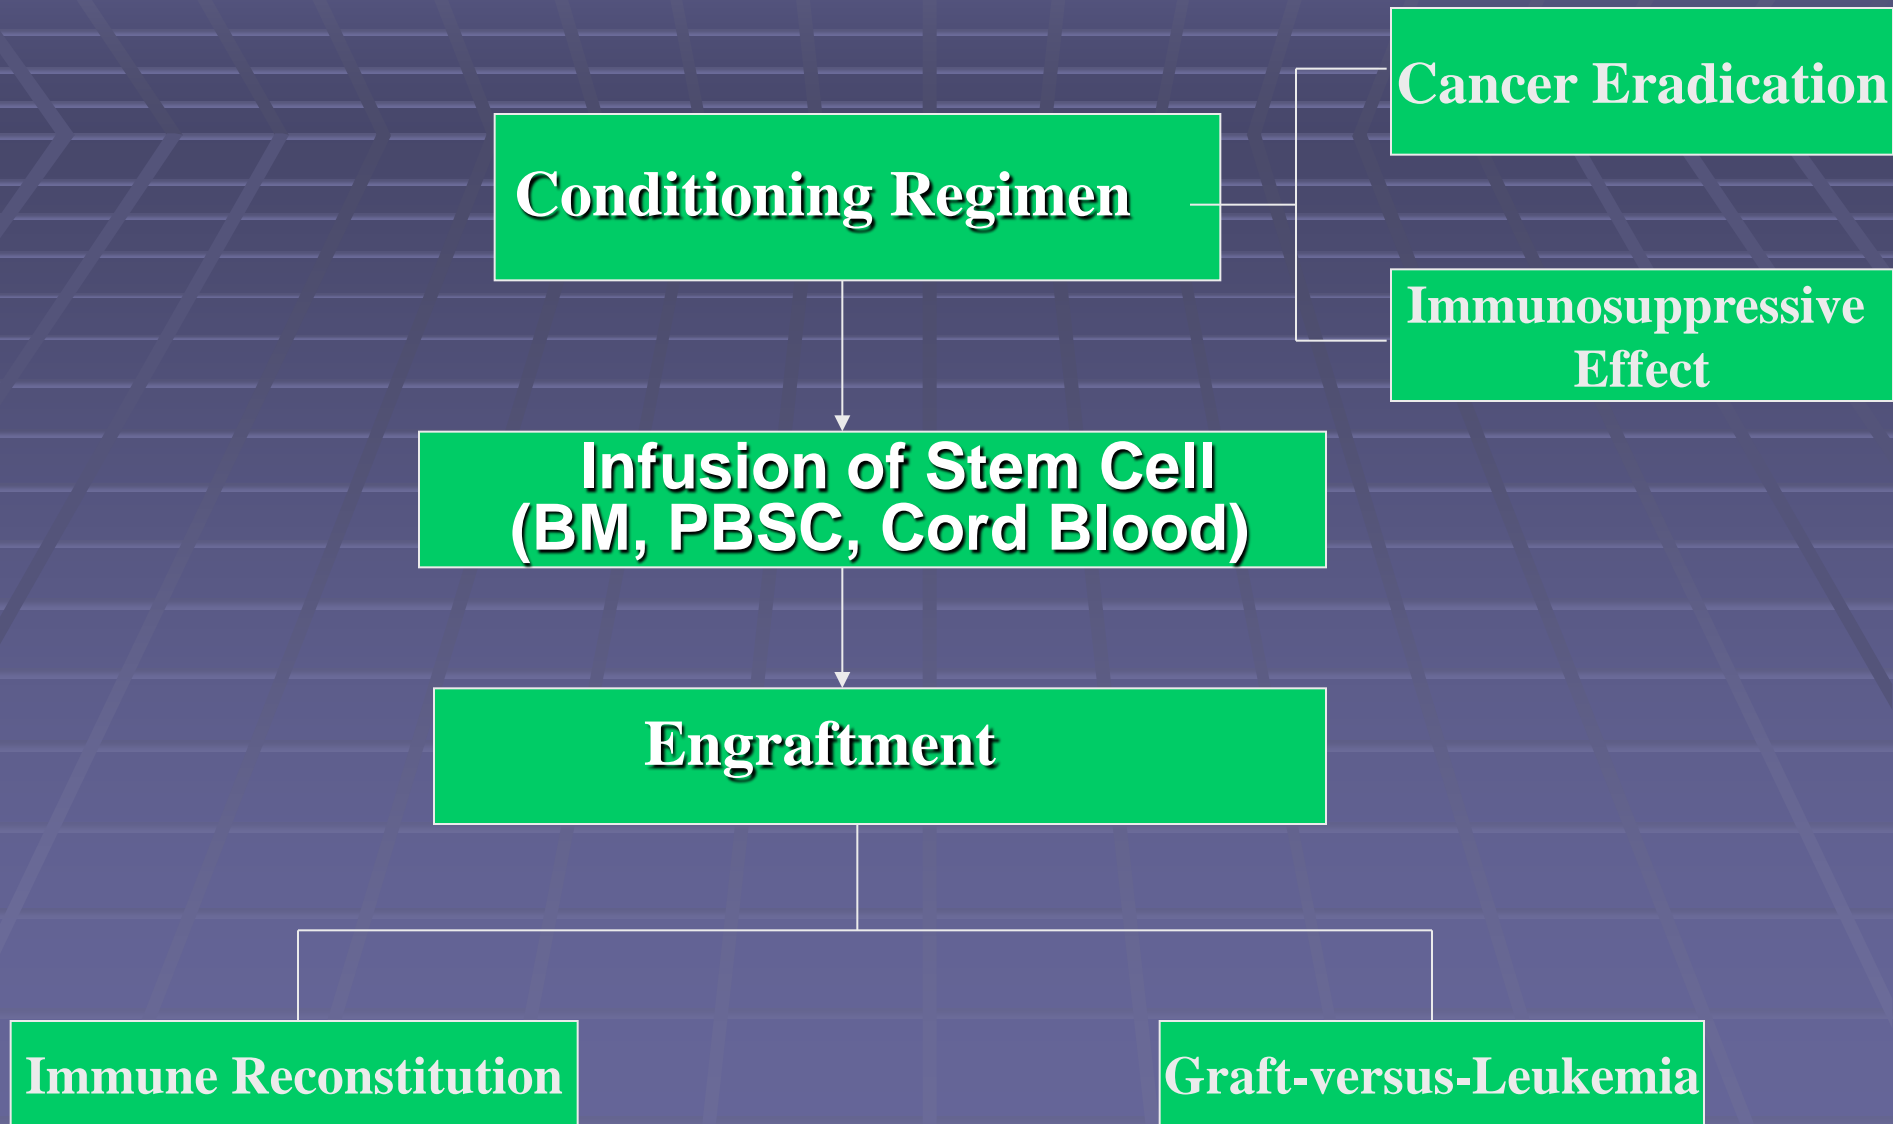 Cancer Eradication
Conditioning Regimen
Immunosuppressive
Effect
Infusion of Stem Cell
(BM, PBSC, Cord Blood)
Engraftment
Immune Reconstitution
Graft-versus-Leukemia